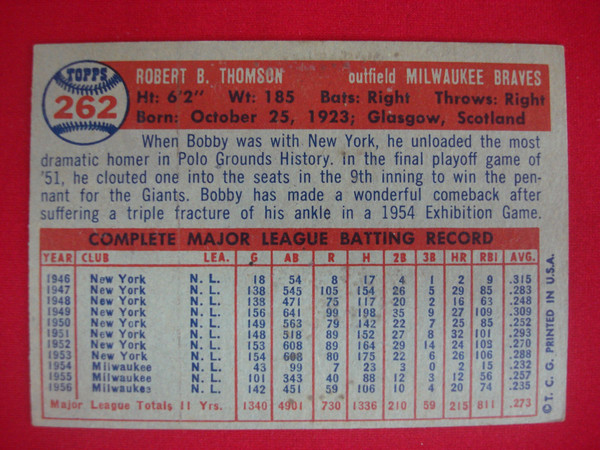 TOPPS
262
ROBERT B. THOMSON outfield MILWAUKEE BRAVES
Ht: 6'2" Wt: 185 Bats: Right Throws: Right
Born: October 25, 1923; Glasgow, Scotland
When Bobby was with New York, he unloaded the most
dramatic homer in Polo Grounds History. In the final playoff game of
'51, he clouted one into the seats in the 9th inning to win the pen-
nant for the Giants. Bobby has made a wonderful comeback after
suffering a triple fracture of his ankle in a 1954 Exhibition Game.
COMPLETE MAJOR LEAGUE BATTING RECORD
YEAR CLUB LEA. G AB R H 2B 3B HR RBI AVG.
1946 New York N. L. 18 54 8 17 4 1 2 9 .315
1947 New York N. L. 138 545 105 154 26 5 29 85 .283
1948 New York N. L. 138 471 75 117 20 2 16 63 .248
1949 New York N. L. 156 641 99 198 35 9 27 109 .309
1950 New York N. L. 149 563 79 142 22 7 25 85 .252
1951 New York N. L. 148 518 89 152 27 8 32 101 .293
1952 New York N. L. 153 608 89 164 29 14 24 108 .270
1953 New York N. L. 154 608 80 175 22 6 26 106 .288
1954 Milwaukee N. L. 43 99 7 23 3 0 2 15 .232
1955 Milwaukee N. L. 101 343 40 88 12 3 12 56 .257
1956 Milwaukee N. L. 142 451 59 106 10 4 20 74 .235
Major League Totals 11 Yrs. 1340 4901 730 1336 210 59 215 811 .273
© T. C. G. PRINTED IN U.S.A.